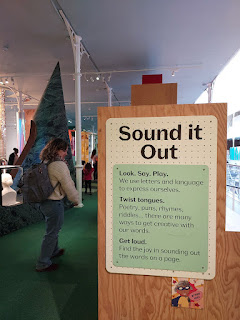 Sound it
Out
Look. Say. Play.
We use letters and language
to express ourselves.
Twist tongues.
Poetry, puns, rhymes,
riddles... there are many
ways to get creative with
our words.
Get loud.
Find the joy in sounding out
the words on a page.